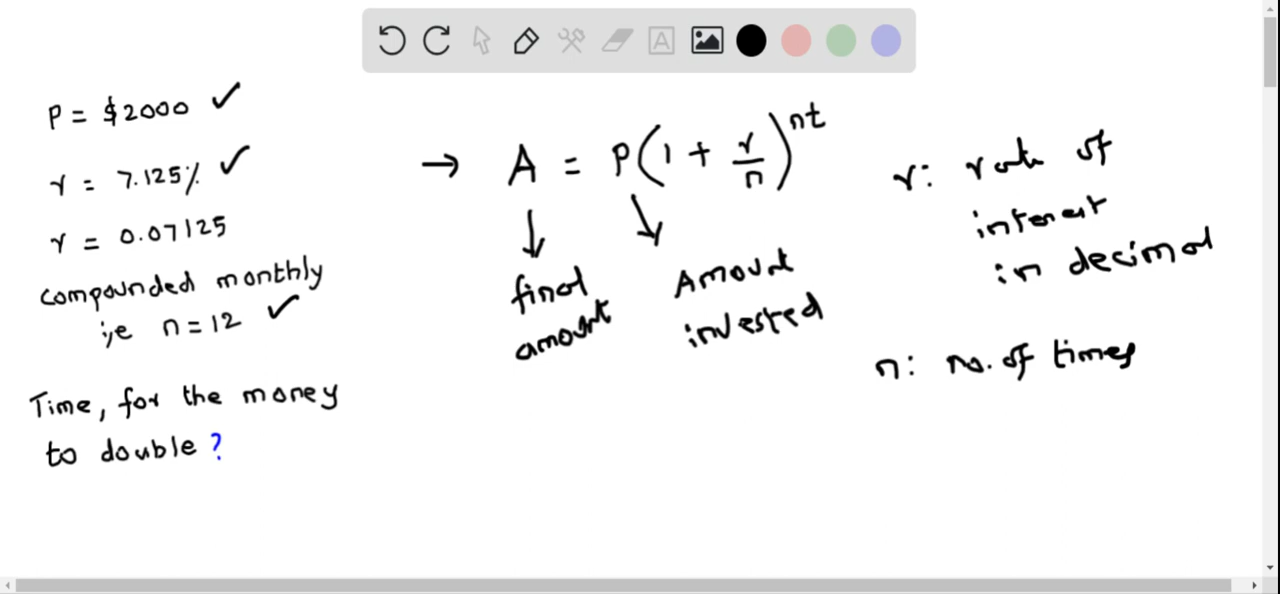 P = $2000 ✓
r = 7.125% ✓
r = 0.07125
compounded monthly
i,e n = 12 ✓
Time, for the money
to double ?
→ A = P(1 + r/n)^nt
↓ ↘
final
amount
Amount
invested
r: rate of
interest
in decimal
n: no. of times